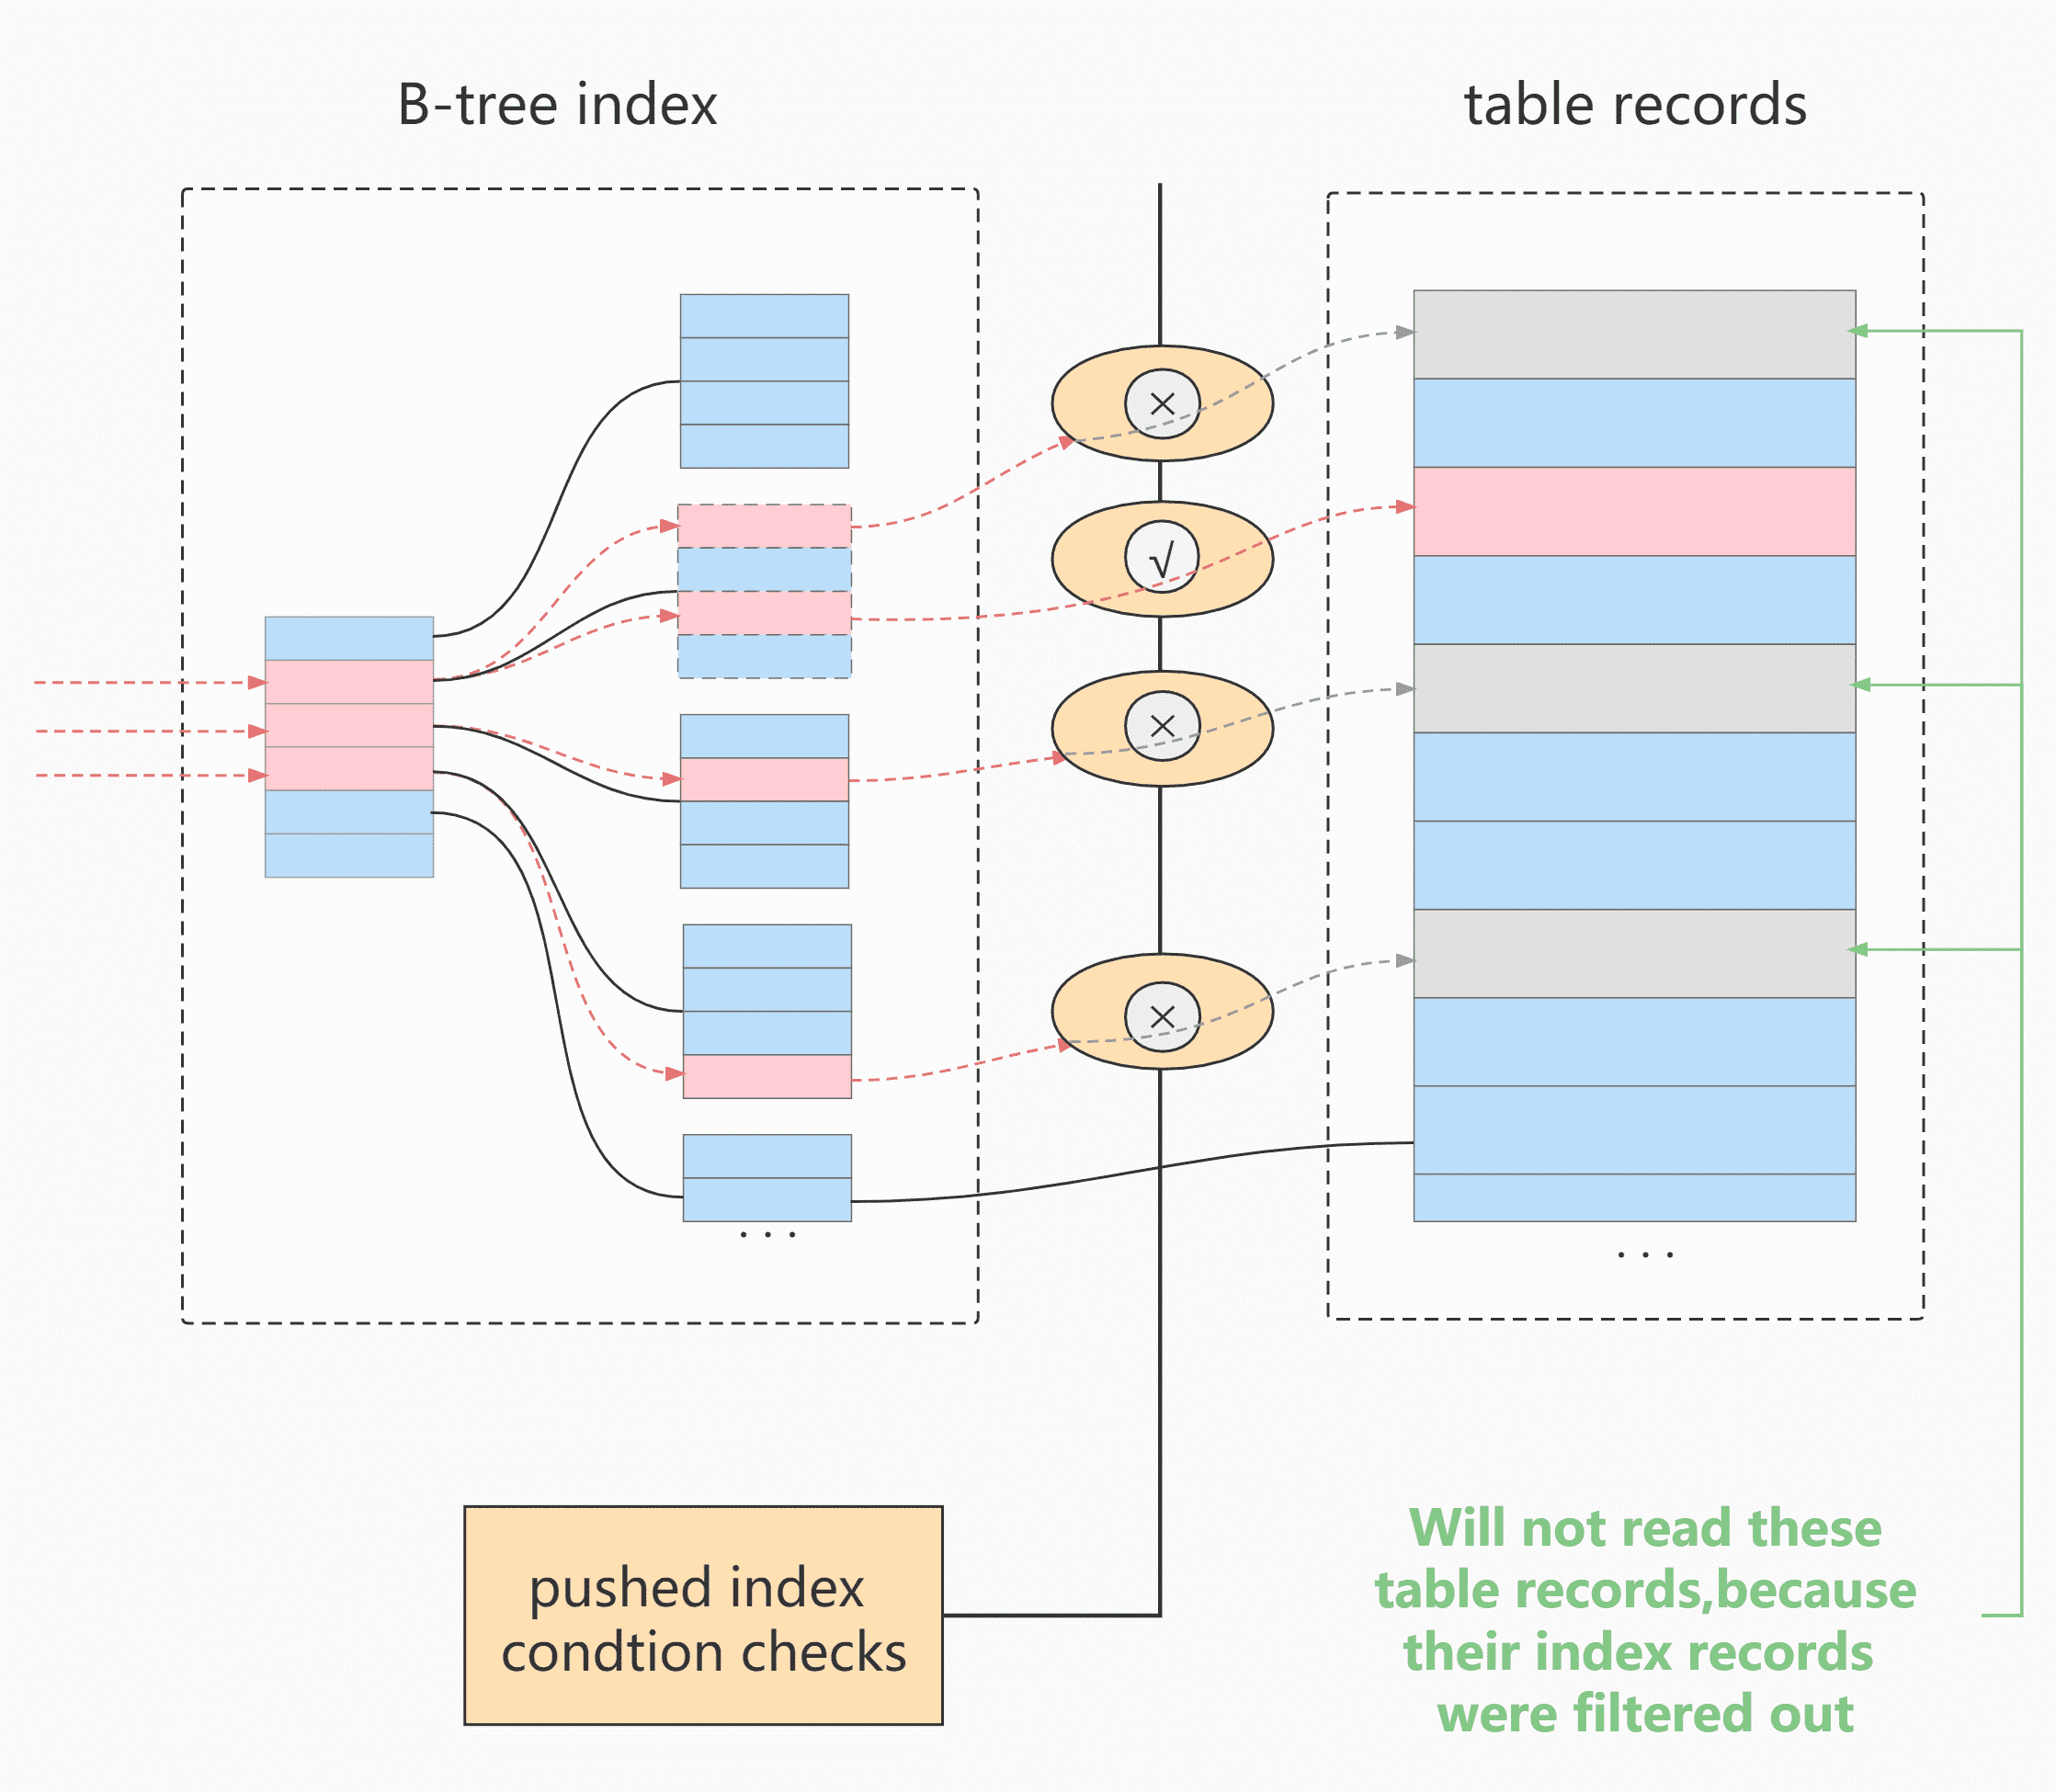 B-tree index
table records
×
√
×
×
. . .
. . .
pushed index
condtion checks
Will not read these
table records,because
their index records
were filtered out